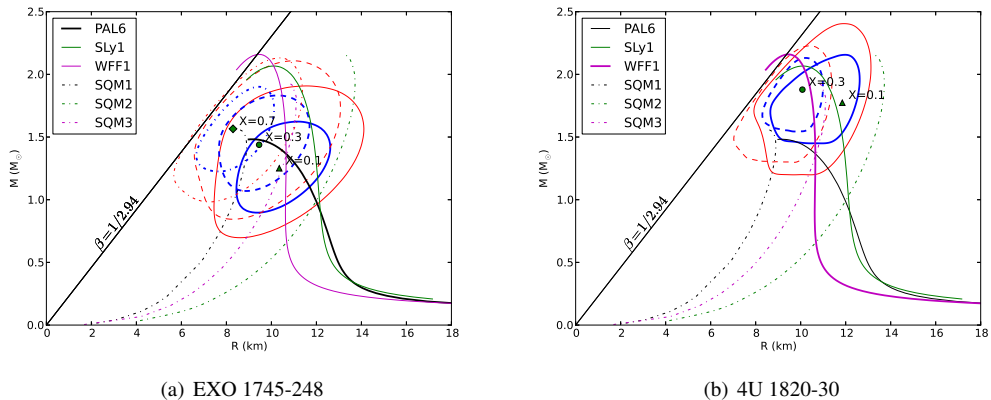 PAL6
SLy1
WFF1
SQM1
SQM2
SQM3
X=0.7
X=0.3
X=0.1
β=1/2.94
M (M☉)
2.5
2.0
1.5
1.0
0.5
0.0
0 2 4 6 8 10 12 14 16 18
R (km)
(a) EXO 1745-248
PAL6
SLy1
WFF1
SQM1
SQM2
SQM3
X=0.3
X=0.1
β=1/2.94
M (M☉)
2.5
2.0
1.5
1.0
0.5
0.0
0 2 4 6 8 10 12 14 16 18
R (km)
(b) 4U 1820-30